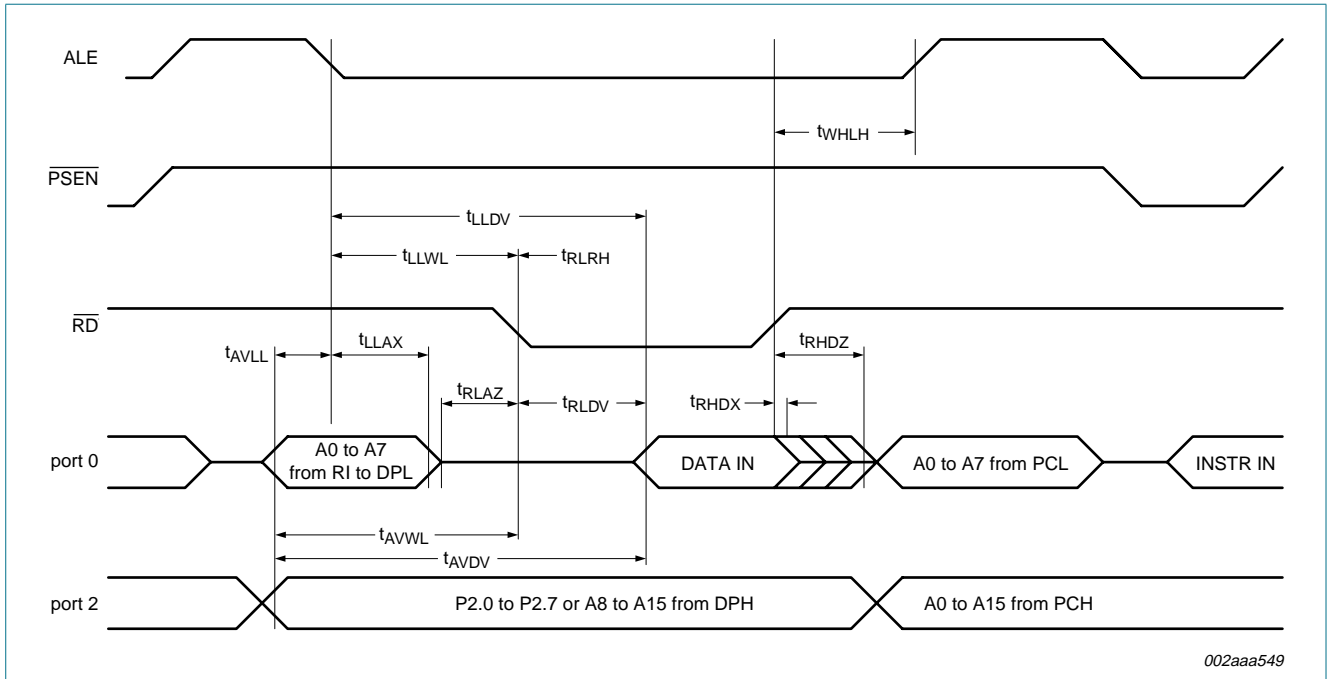 ALE
tWHLH
PSEN
tLLDV
tLLWL
tRLRH
RD
tAVLL
tLLAX
tRHDZ
tRLAZ
tRLDV
tRHDX
port 0
A0 to A7
from RI to DPL
DATA IN
A0 to A7 from PCL
INSTR IN
tAVWL
tAVDV
port 2
P2.0 to P2.7 or A8 to A15 from DPH
A0 to A15 from PCH
002aaa549